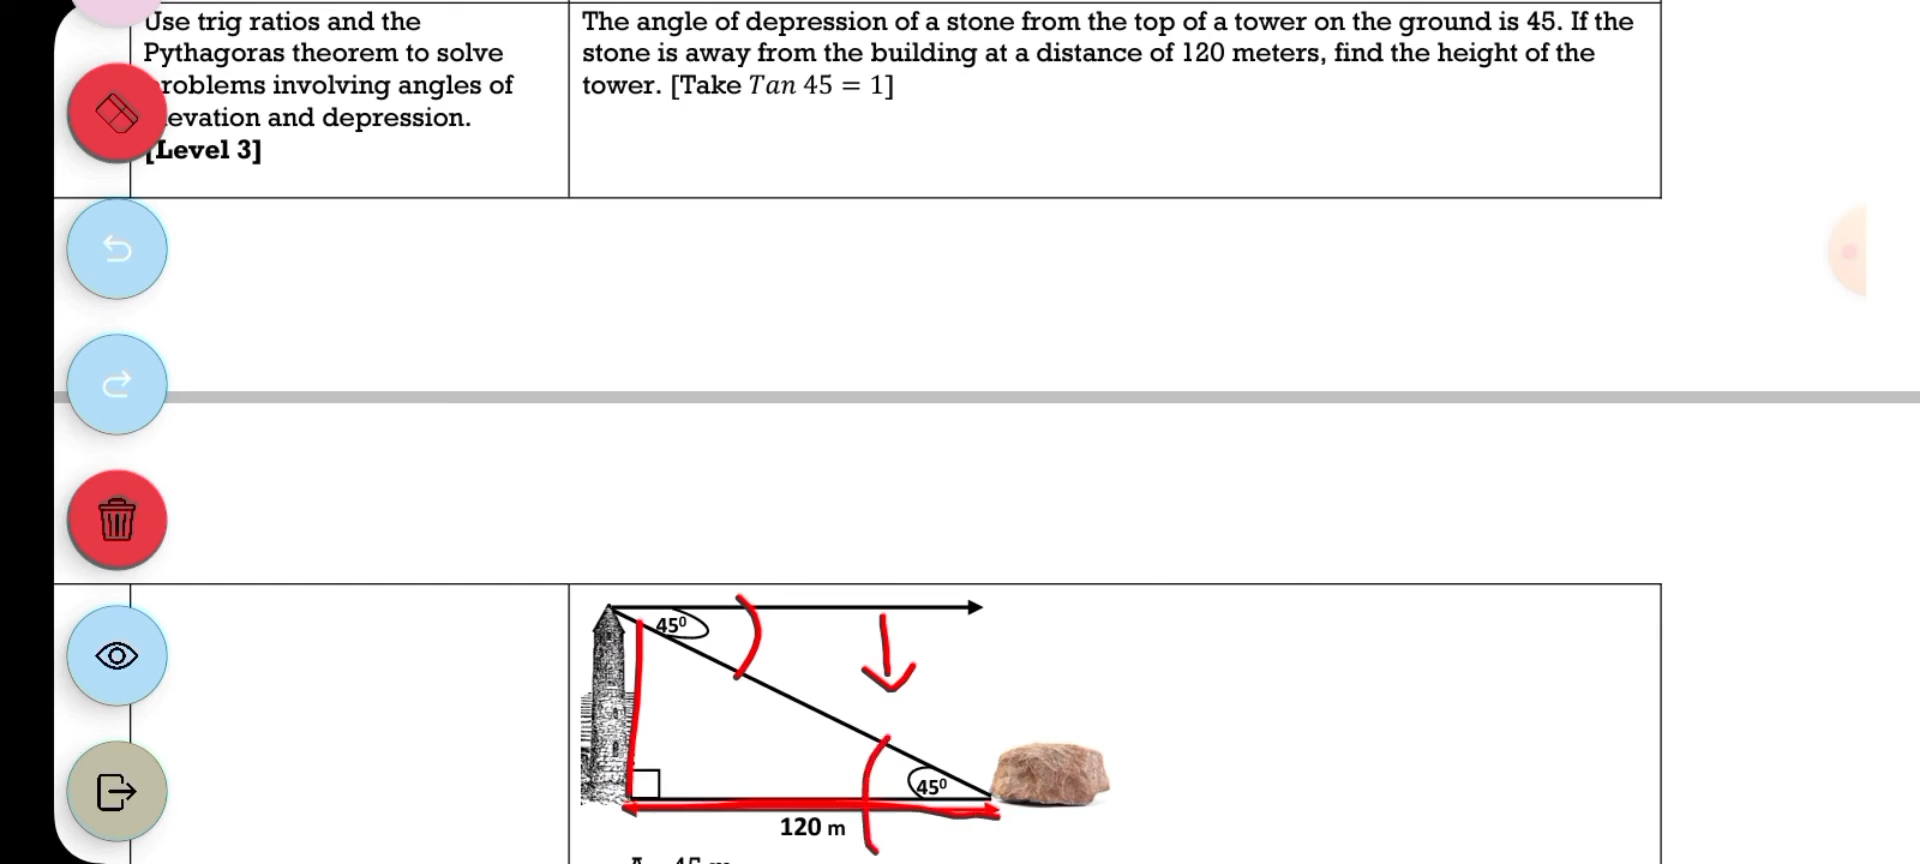 Use trig ratios and the
Pythagoras theorem to solve
roblems involving angles of
evation and depression.
[Level 3]
The angle of depression of a stone from the top of a tower on the ground is 45. If the
stone is away from the building at a distance of 120 meters, find the height of the
tower. [Take Tan 45 = 1]
45⁰
45⁰
120 m